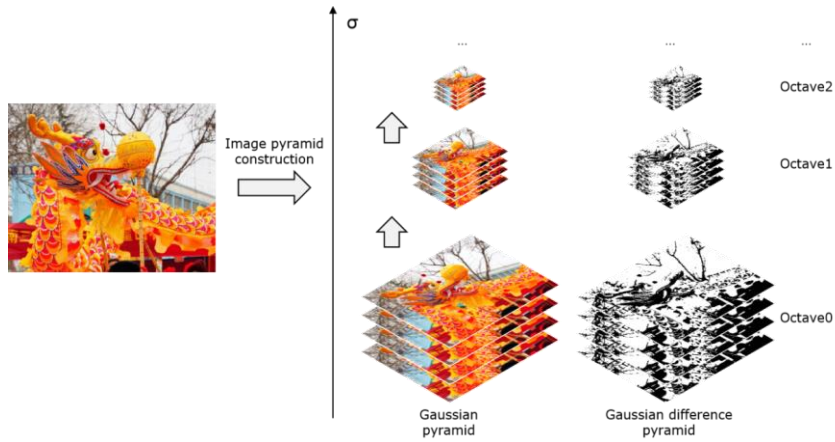 σ
... ... ...
Octave2
Image pyramid
construction
Octave1
Octave0
Gaussian
pyramid
Gaussian difference
pyramid